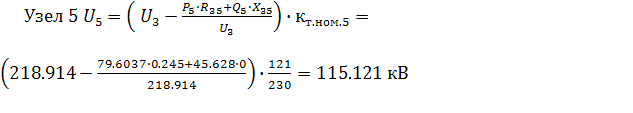 Узел 5 U₅ = ( U₃ − (P₅·R₃₅+Q₅·X₃₅)/U₃ ) · к_т.ном.5 =
(218.914 − (79.6037·0.245+45.628·0)/218.914) · 121/230 = 115.121 кВ